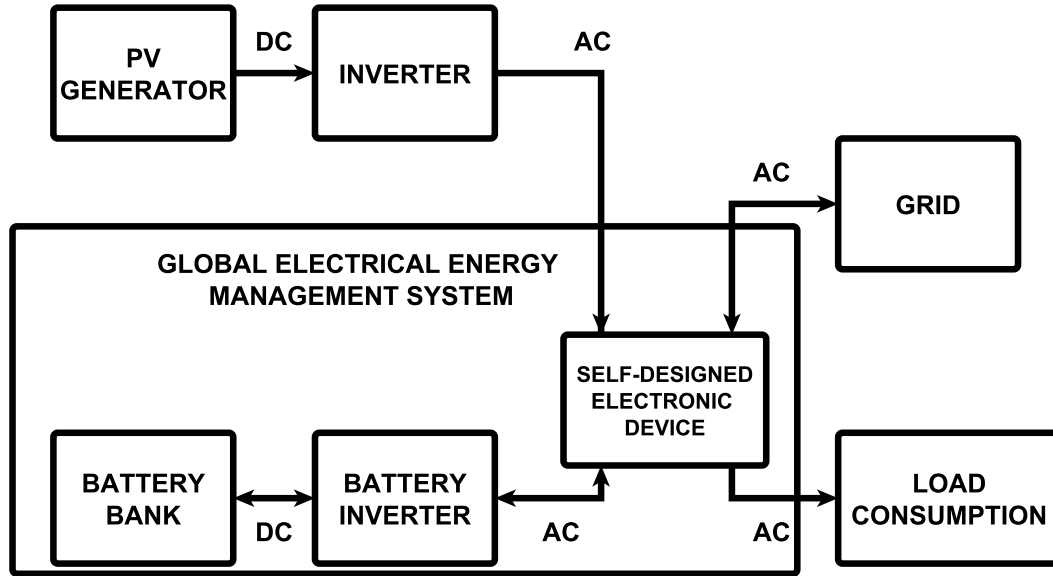 PV
GENERATOR
DC
INVERTER
AC
AC
GRID
GLOBAL ELECTRICAL ENERGY
MANAGEMENT SYSTEM
SELF-DESIGNED
ELECTRONIC
DEVICE
BATTERY
BANK
DC
BATTERY
INVERTER
AC
AC
LOAD
CONSUMPTION